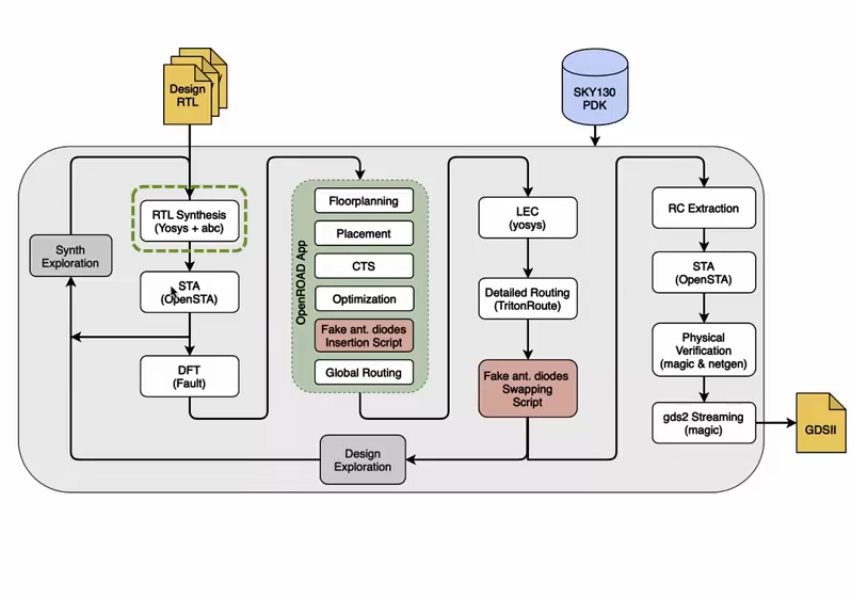 Design
RTL
SKY130
PDK
RTL Synthesis
(Yosys + abc)
Synth
Exploration
STA
(OpenSTA)
DFT
(Fault)
OpenROAD App
Floorplanning
Placement
CTS
Optimization
Fake ant. diodes
Insertion Script
Global Routing
LEC
(yosys)
Detailed Routing
(TritonRoute)
Fake ant. diodes
Swapping
Script
Design
Exploration
RC Extraction
STA
(OpenSTA)
Physical
Verification
(magic & netgen)
gds2 Streaming
(magic)
GDSII